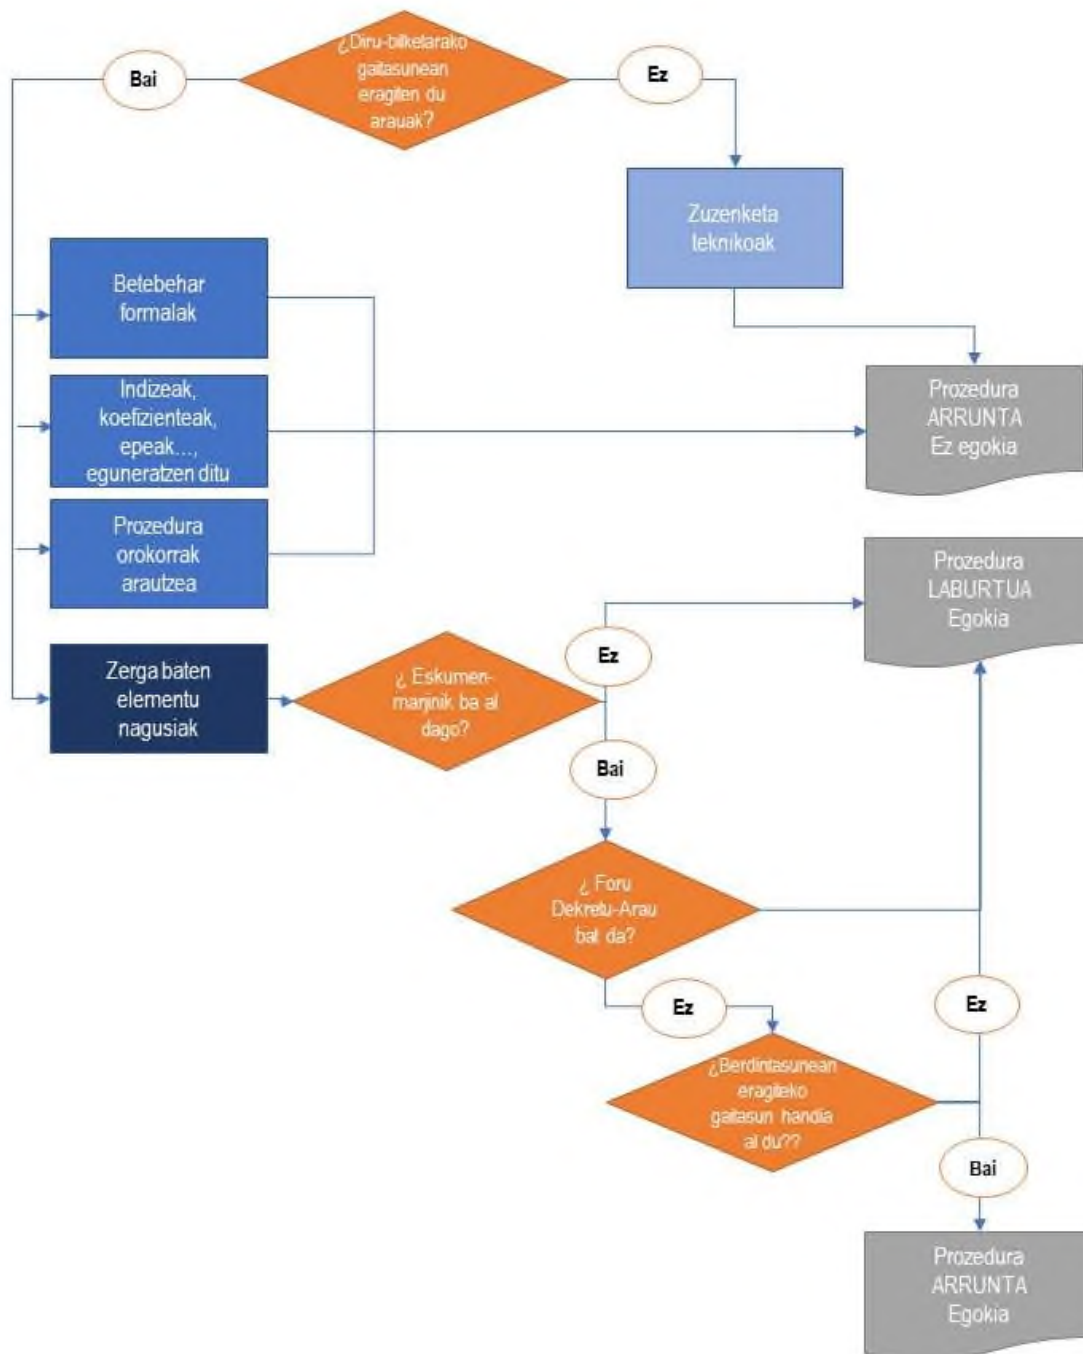 ¿Diru-bilketarako
gaitasunean
eragiten du
arauak?
Bai
Ez
Zuzenketa
teknikoak
Betebehar
formalak
Indizeak,
koefizienteak,
epeak...,
eguneratzen ditu
Prozedura
orokorrak
arautzea
Prozedura
ARRUNTA
Ez egokia
Prozedura
LABURTUA
Egokia
Zerga baten
elementu
nagusiak
¿ Eskumen-
marjinik ba al
dago?
Ez
Bai
¿ Foru
Dekretu-Arau
bat da?
Ez
Ez
¿Berdintasunean
eragiteko
gaitasun handia
al du??
Bai
Prozedura
ARRUNTA
Egokia